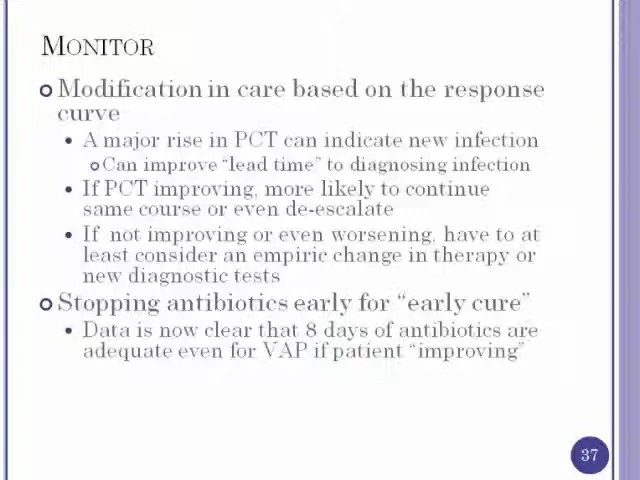 MONITOR
Modification in care based on the response
curve
A major rise in PCT can indicate new infection
Can improve "lead time" to diagnosing infection
If PCT improving, more likely to continue
same course or even de-escalate
If not improving or even worsening, have to at
least consider an empiric change in therapy or
new diagnostic tests
Stopping antibiotics early for "early cure"
Data is now clear that 8 days of antibiotics are
adequate even for VAP if patient "improving"
37